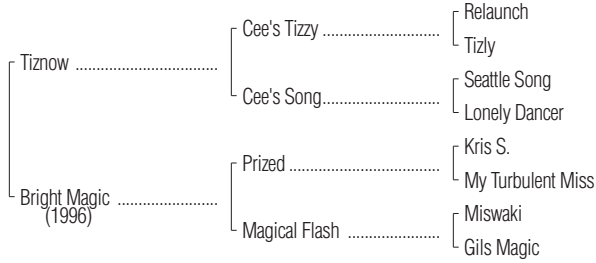 Relaunch
Cee's Tizzy ..............................
Tizly
Tiznow .....................................
Seattle Song
Cee's Song..............................
Lonely Dancer
Kris S.
Prized .......................................
My Turbulent Miss
Bright Magic ..........................
(1996)
Miswaki
Magical Flash ........................
Gils Magic